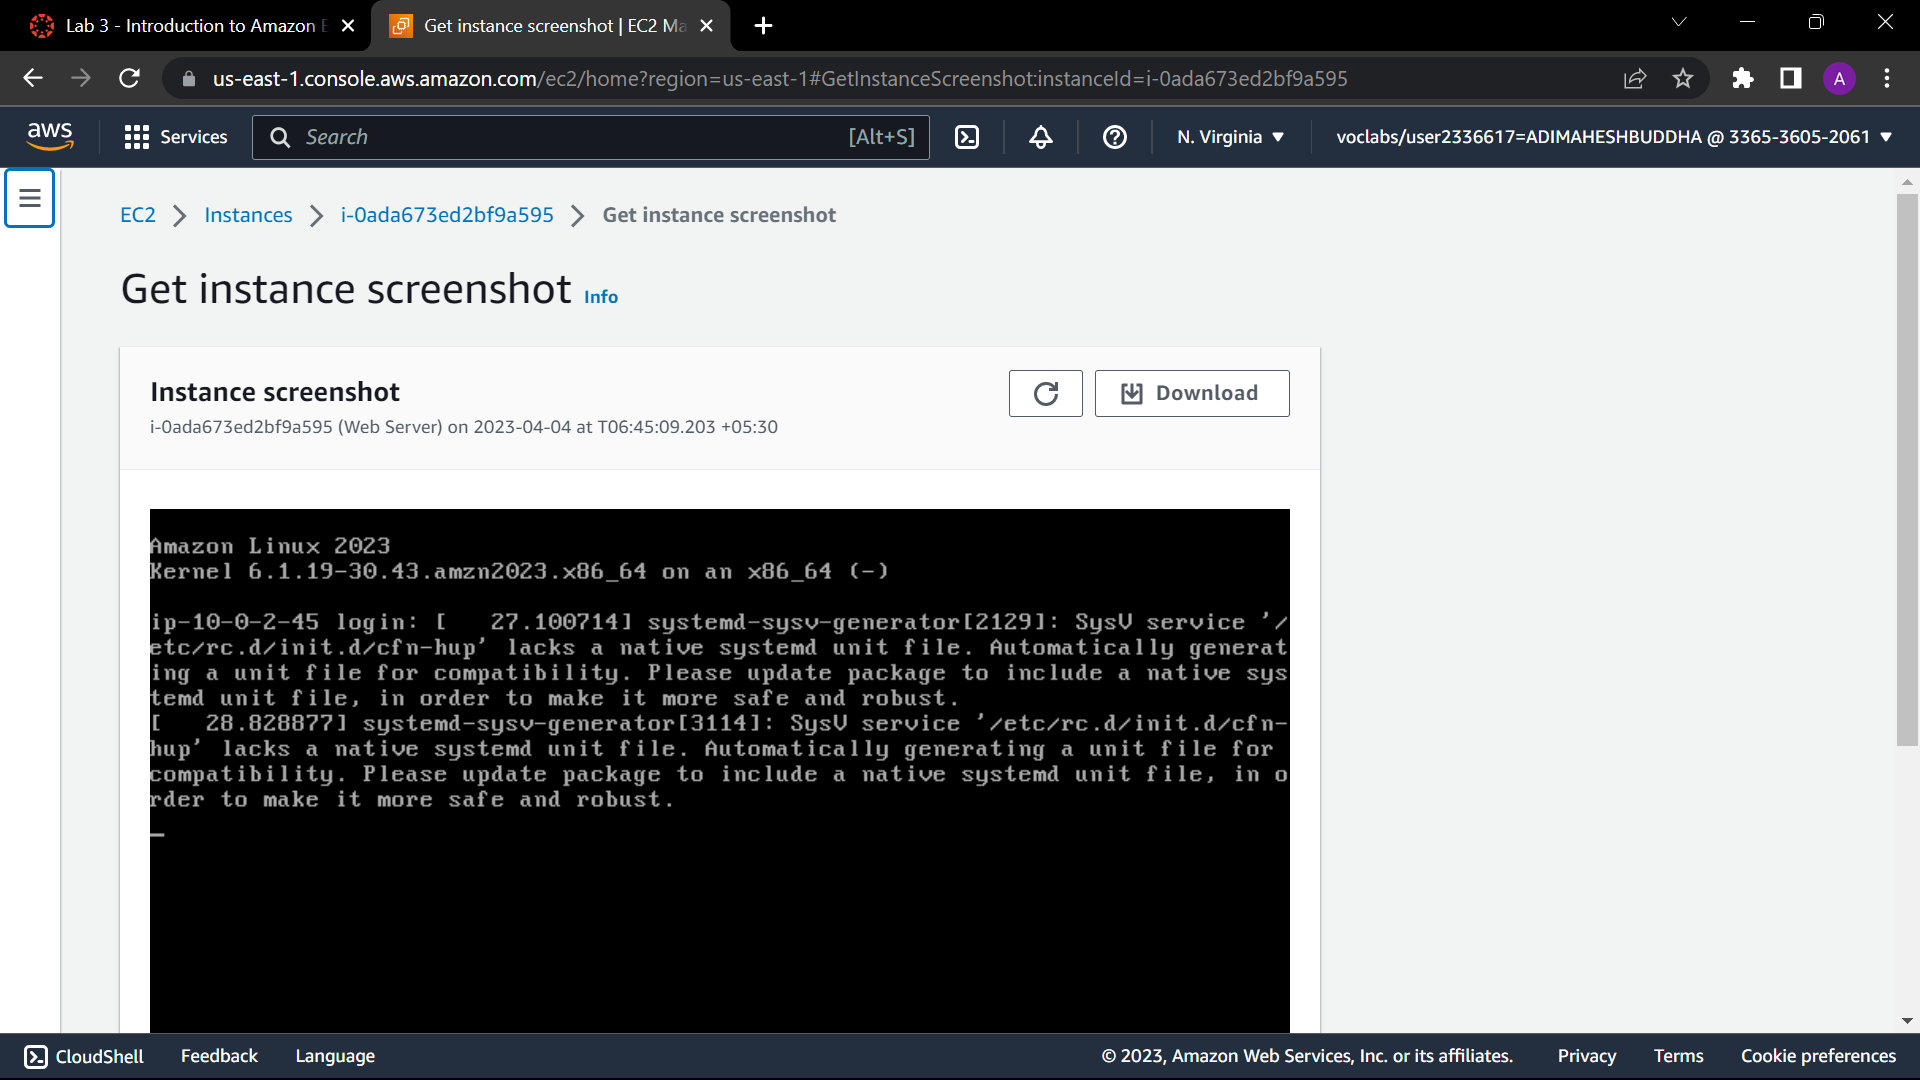 Lab 3 - Introduction to Amazon E
Get instance screenshot | EC2 Ma
us-east-1.console.aws.amazon.com/ec2/home?region=us-east-1#GetInstanceScreenshot:instanceId=i-0ada673ed2bf9a595
A
aws
Services
Search
[Alt+S]
N. Virginia
voclabs/user2336617=ADIMAHESHBUDDHA @ 3365-3605-2061
EC2 > Instances > i-0ada673ed2bf9a595 > Get instance screenshot
Get instance screenshot Info
Instance screenshot
Download
i-0ada673ed2bf9a595 (Web Server) on 2023-04-04 at T06:45:09.203 +05:30
Amazon Linux 2023
Kernel 6.1.19-30.43.amzn2023.x86_64 on an x86_64 (-)
ip-10-0-2-45 login: [   27.100714] systemd-sysv-generator[2129]: SysV service '/
etc/rc.d/init.d/cfn-hup' lacks a native systemd unit file. Automatically generat
ing a unit file for compatibility. Please update package to include a native sys
temd unit file, in order to make it more safe and robust.
[   28.828877] systemd-sysv-generator[3114]: SysV service '/etc/rc.d/init.d/cfn-
hup' lacks a native systemd unit file. Automatically generating a unit file for
compatibility. Please update package to include a native systemd unit file, in o
rder to make it more safe and robust.
CloudShell
Feedback
Language
© 2023, Amazon Web Services, Inc. or its affiliates.
Privacy
Terms
Cookie preferences